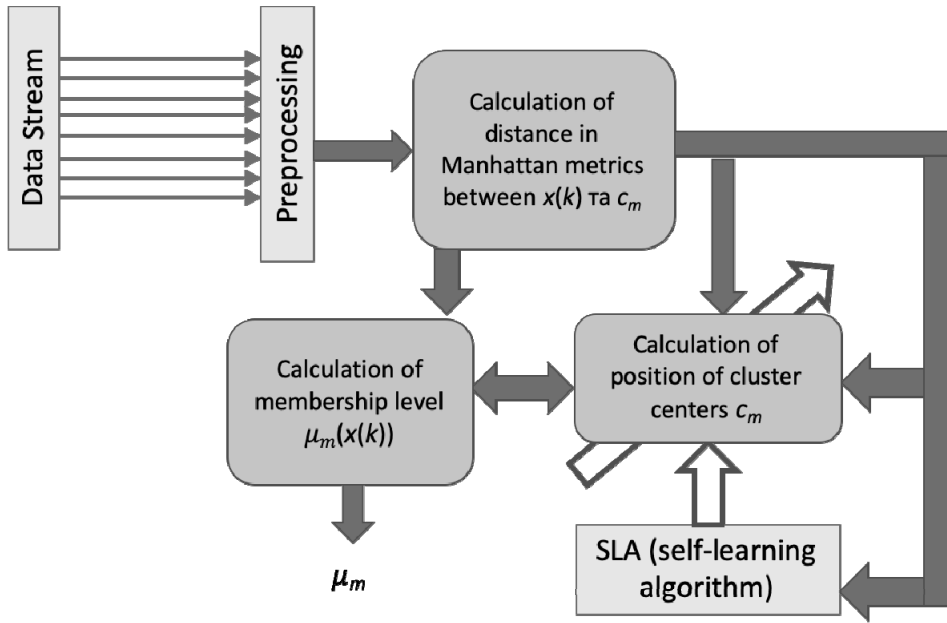 Data Stream
Preprocessing
Calculation of
distance in
Manhattan metrics
between x(k) та cₘ
Calculation of
membership level
μₘ(x(k))
Calculation of
position of cluster
centers cₘ
SLA (self-learning
algorithm)
μₘ